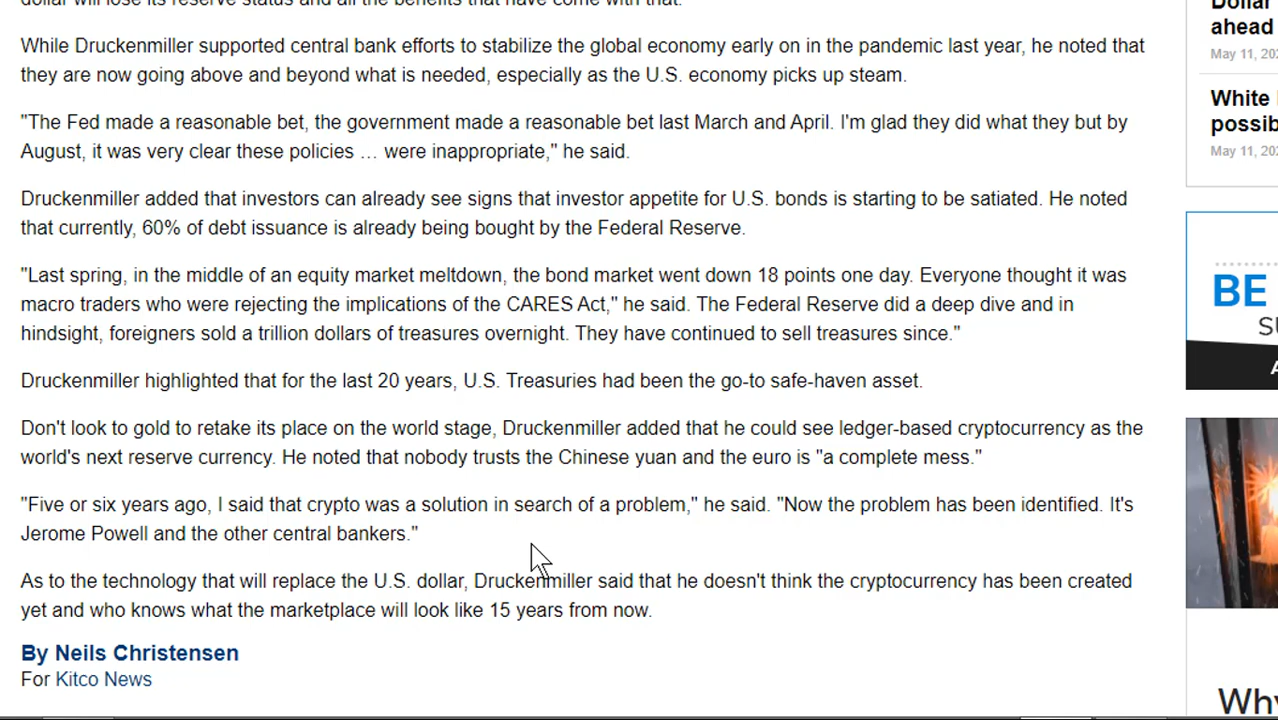 dollar will lose its reserve status and all the benefits that have come with that.
While Druckenmiller supported central bank efforts to stabilize the global economy early on in the pandemic last year, he noted that
they are now going above and beyond what is needed, especially as the U.S. economy picks up steam.
"The Fed made a reasonable bet, the government made a reasonable bet last March and April. I'm glad they did what they but by
August, it was very clear these policies … were inappropriate," he said.
Druckenmiller added that investors can already see signs that investor appetite for U.S. bonds is starting to be satiated. He noted
that currently, 60% of debt issuance is already being bought by the Federal Reserve.
"Last spring, in the middle of an equity market meltdown, the bond market went down 18 points one day. Everyone thought it was
macro traders who were rejecting the implications of the CARES Act," he said. The Federal Reserve did a deep dive and in
hindsight, foreigners sold a trillion dollars of treasures overnight. They have continued to sell treasures since."
Druckenmiller highlighted that for the last 20 years, U.S. Treasuries had been the go-to safe-haven asset.
Don't look to gold to retake its place on the world stage, Druckenmiller added that he could see ledger-based cryptocurrency as the
world's next reserve currency. He noted that nobody trusts the Chinese yuan and the euro is "a complete mess."
"Five or six years ago, I said that crypto was a solution in search of a problem," he said. "Now the problem has been identified. It's
Jerome Powell and the other central bankers."
As to the technology that will replace the U.S. dollar, Druckenmiller said that he doesn't think the cryptocurrency has been created
yet and who knows what the marketplace will look like 15 years from now.
By Neils Christensen
For Kitco News
Dollar
ahead
May 11, 202
White
possib
May 11, 202
BE
SU
A
Why